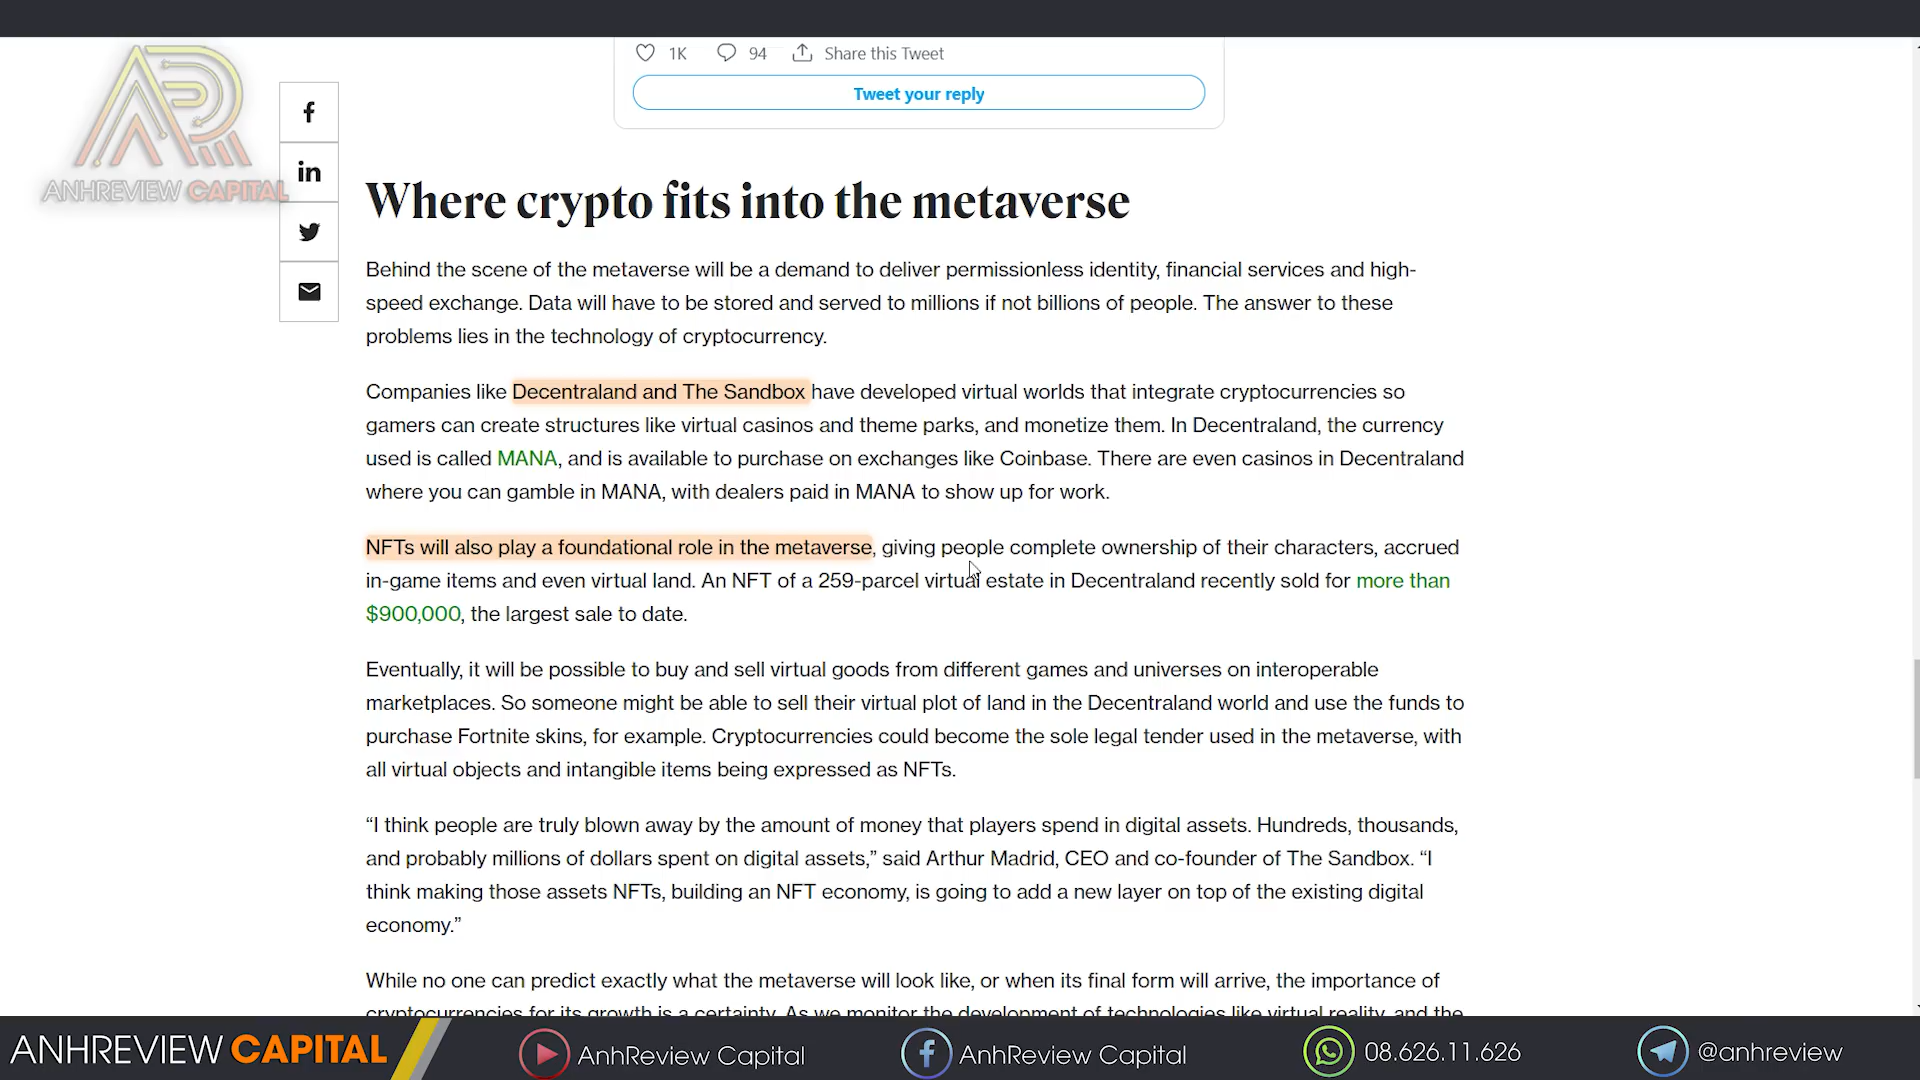 1K 94 Share this Tweet
Tweet your reply
ANHREVIEW CAPITAL
Where crypto fits into the metaverse
Behind the scene of the metaverse will be a demand to deliver permissionless identity, financial services and high-
speed exchange. Data will have to be stored and served to millions if not billions of people. The answer to these
problems lies in the technology of cryptocurrency.
Companies like Decentraland and The Sandbox have developed virtual worlds that integrate cryptocurrencies so
gamers can create structures like virtual casinos and theme parks, and monetize them. In Decentraland, the currency
used is called MANA, and is available to purchase on exchanges like Coinbase. There are even casinos in Decentraland
where you can gamble in MANA, with dealers paid in MANA to show up for work.
NFTs will also play a foundational role in the metaverse, giving people complete ownership of their characters, accrued
in-game items and even virtual land. An NFT of a 259-parcel virtual estate in Decentraland recently sold for more than
$900,000, the largest sale to date.
Eventually, it will be possible to buy and sell virtual goods from different games and universes on interoperable
marketplaces. So someone might be able to sell their virtual plot of land in the Decentraland world and use the funds to
purchase Fortnite skins, for example. Cryptocurrencies could become the sole legal tender used in the metaverse, with
all virtual objects and intangible items being expressed as NFTs.
“I think people are truly blown away by the amount of money that players spend in digital assets. Hundreds, thousands,
and probably millions of dollars spent on digital assets,” said Arthur Madrid, CEO and co-founder of The Sandbox. “I
think making those assets NFTs, building an NFT economy, is going to add a new layer on top of the existing digital
economy.”
While no one can predict exactly what the metaverse will look like, or when its final form will arrive, the importance of
cryptocurrencies for its growth is a certainty. As we monitor the development of technologies like virtual reality, and the
ANHREVIEW CAPITAL AnhReview Capital AnhReview Capital 08.626.11.626 @anhreview